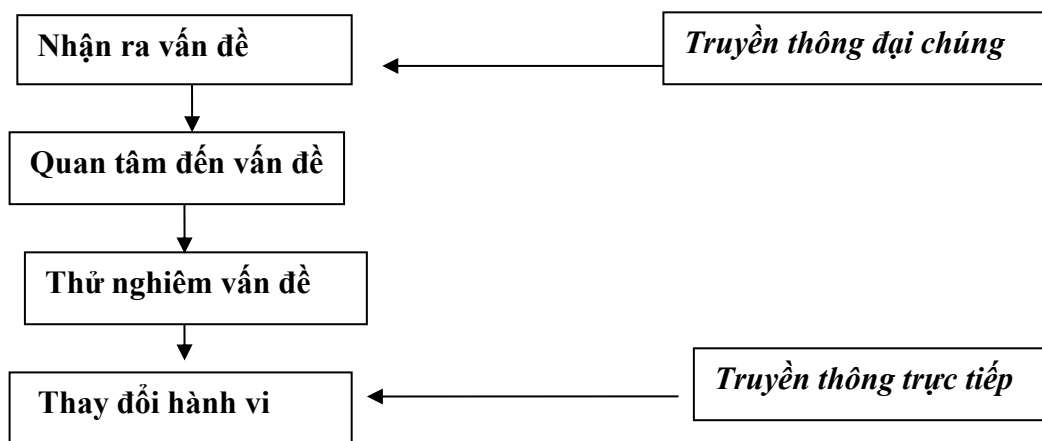 Nhận ra vấn đề
Truyền thông đại chúng
Quan tâm đến vấn đề
Thử nghiêm vấn đề
Thay đổi hành vi
Truyền thông trực tiếp